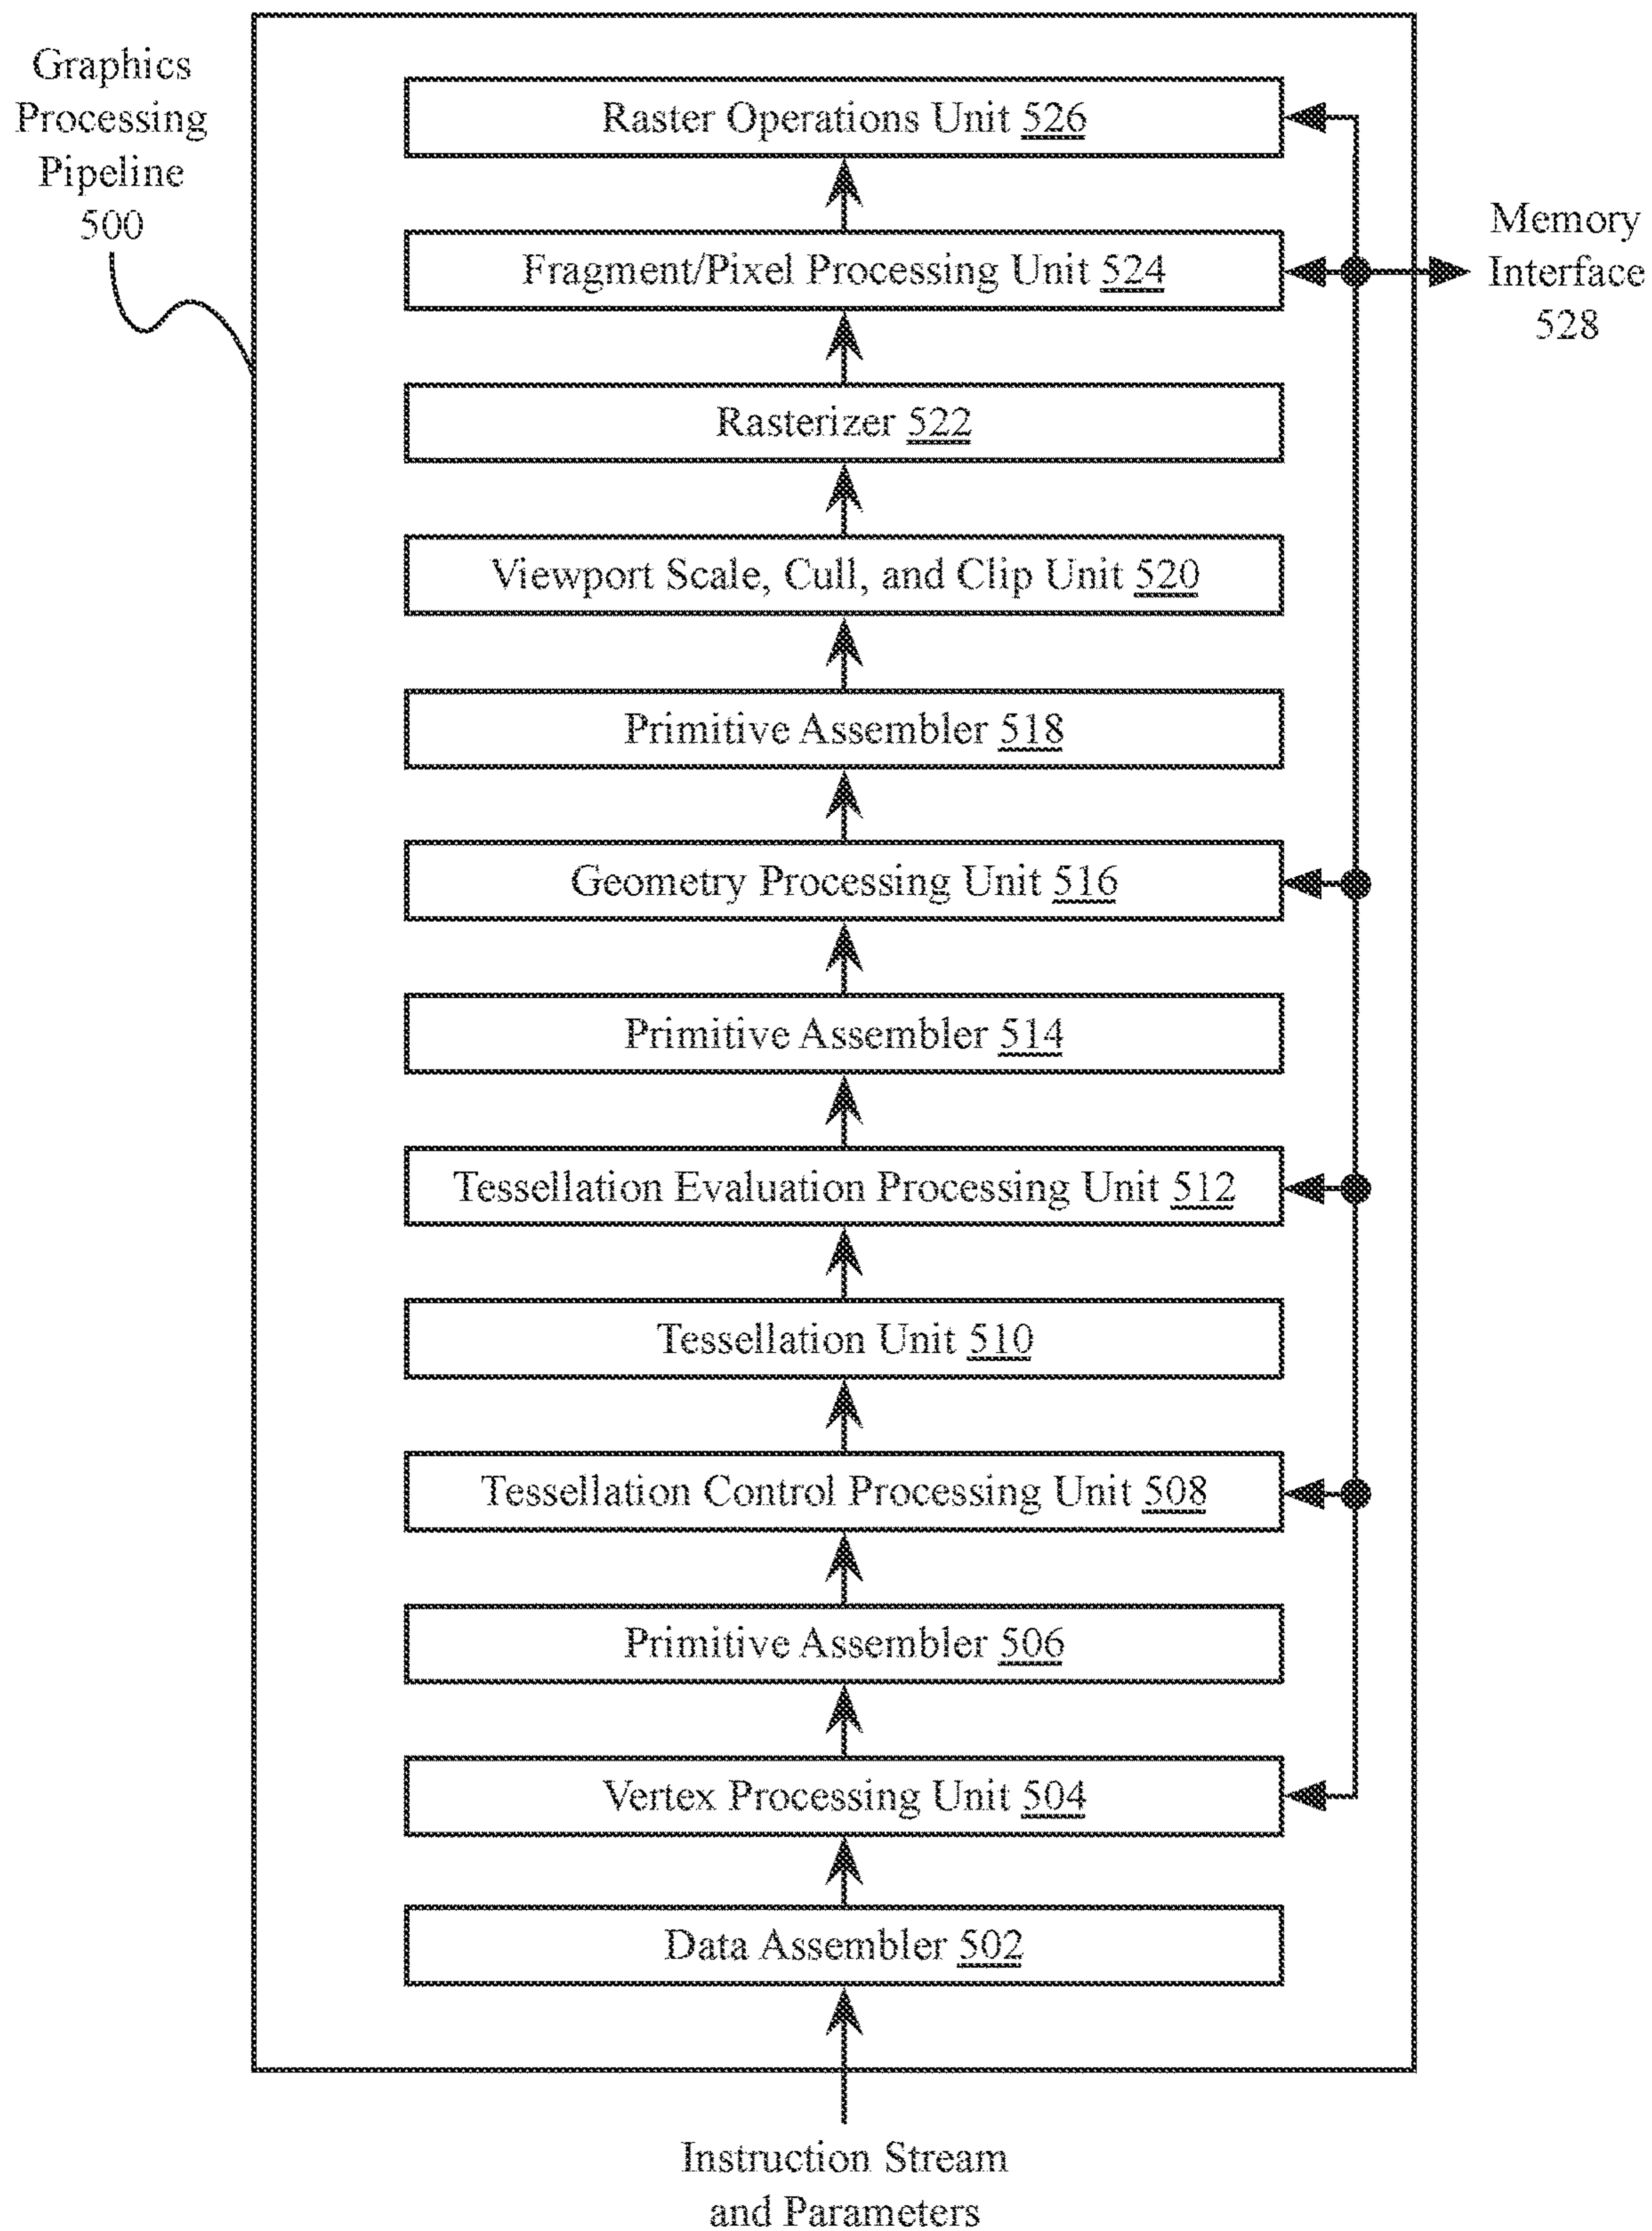 Graphics
Processing
Pipeline
500
Raster Operations Unit 526
Fragment/Pixel Processing Unit 524
Memory
Interface
528
Rasterizer 522
Viewport Scale, Cull, and Clip Unit 520
Primitive Assembler 518
Geometry Processing Unit 516
Primitive Assembler 514
Tessellation Evaluation Processing Unit 512
Tessellation Unit 510
Tessellation Control Processing Unit 508
Primitive Assembler 506
Vertex Processing Unit 504
Data Assembler 502
Instruction Stream
and Parameters